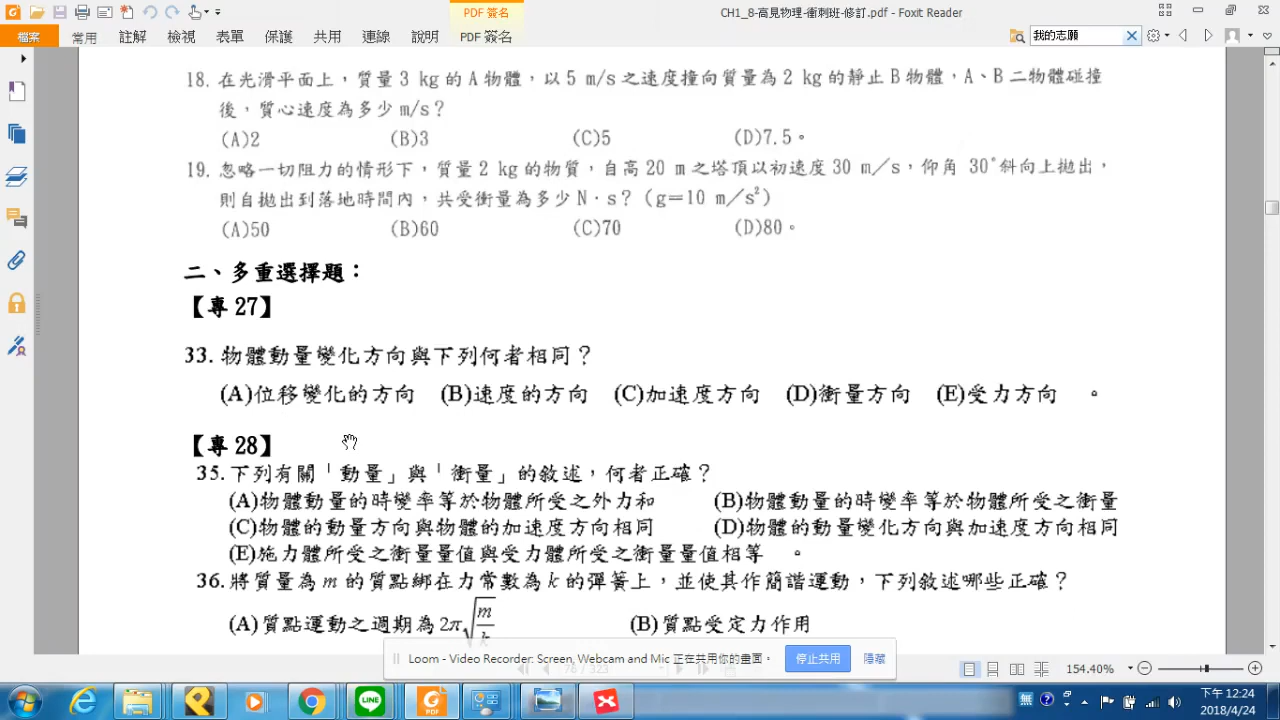 PDF 簽名
CH1_8-高見物理-衝刺班-修訂.pdf - Foxit Reader
檔案 常用 註解 檢視 表單 保護 共用 連線 說明 PDF 簽名 我的志願
18. 在光滑平面上，質量 3 kg 的 A 物體，以 5 m/s 之速度撞向質量為 2 kg 的靜止 B 物體，A、B 二物體碰撞
後，質心速度為多少 m/s？
(A)2 (B)3 (C)5 (D)7.5。
19. 忽略一切阻力的情形下，質量 2 kg 的物質，自高 20 m 之塔頂以初速度 30 m／s，仰角 30°斜向上拋出，
則自拋出到落地時間內，共受衝量為多少 N．s？(g＝10 m／s²)
(A)50 (B)60 (C)70 (D)80。
二、多重選擇題：
【專 27】
33. 物體動量變化方向與下列何者相同？
(A)位移變化的方向 (B)速度的方向 (C)加速度方向 (D)衝量方向 (E)受力方向 。
【專 28】
35. 下列有關「動量」與「衝量」的敘述，何者正確？
(A)物體動量的時變率等於物體所受之外力和 (B)物體動量的時變率等於物體所受之衝量
(C)物體的動量方向與物體的加速度方向相同 (D)物體的動量變化方向與加速度方向相同
(E)施力體所受之衝量量值與受力體所受之衝量量值相等 。
36. 將質量為 m 的質點綁在力常數為 k 的彈簧上，並使其作簡諧運動，下列敘述哪些正確？
(A)質點運動之週期為 2π√(m/k) (B)質點受定力作用
Loom - Video Recorder: Screen, Webcam and Mic 正在共用你的畫面。 停止共用 隱藏
78 / 323
154.40%
LINE PDF
下午 12:24
2018/4/24